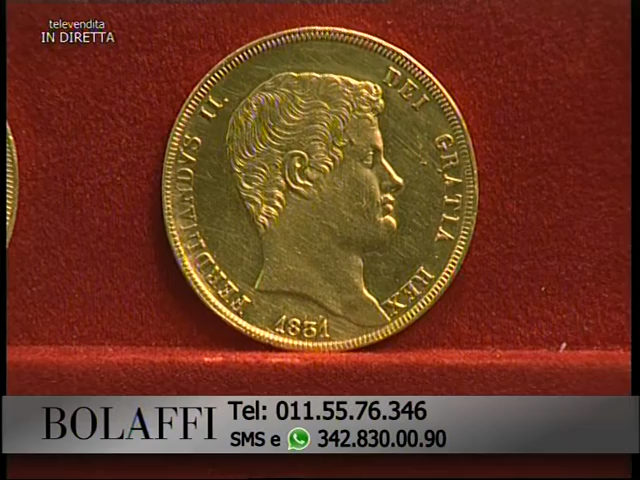 televendita
IN DIRETTA
FERDINANDVS II. DEI GRATIA REX
1831
BOLAFFI
Tel: 011.55.76.346
SMS e 342.830.00.90